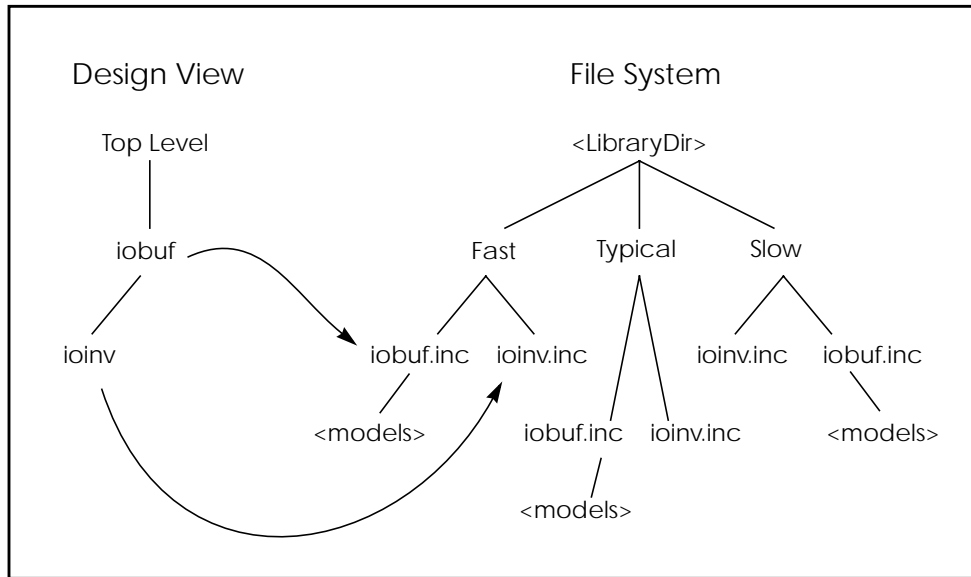 Design View
File System
Top Level
<LibraryDir>
iobuf
Fast
Typical
Slow
ioinv
iobuf.inc
ioinv.inc
ioinv.inc
iobuf.inc
<models>
iobuf.inc
ioinv.inc
<models>
<models>